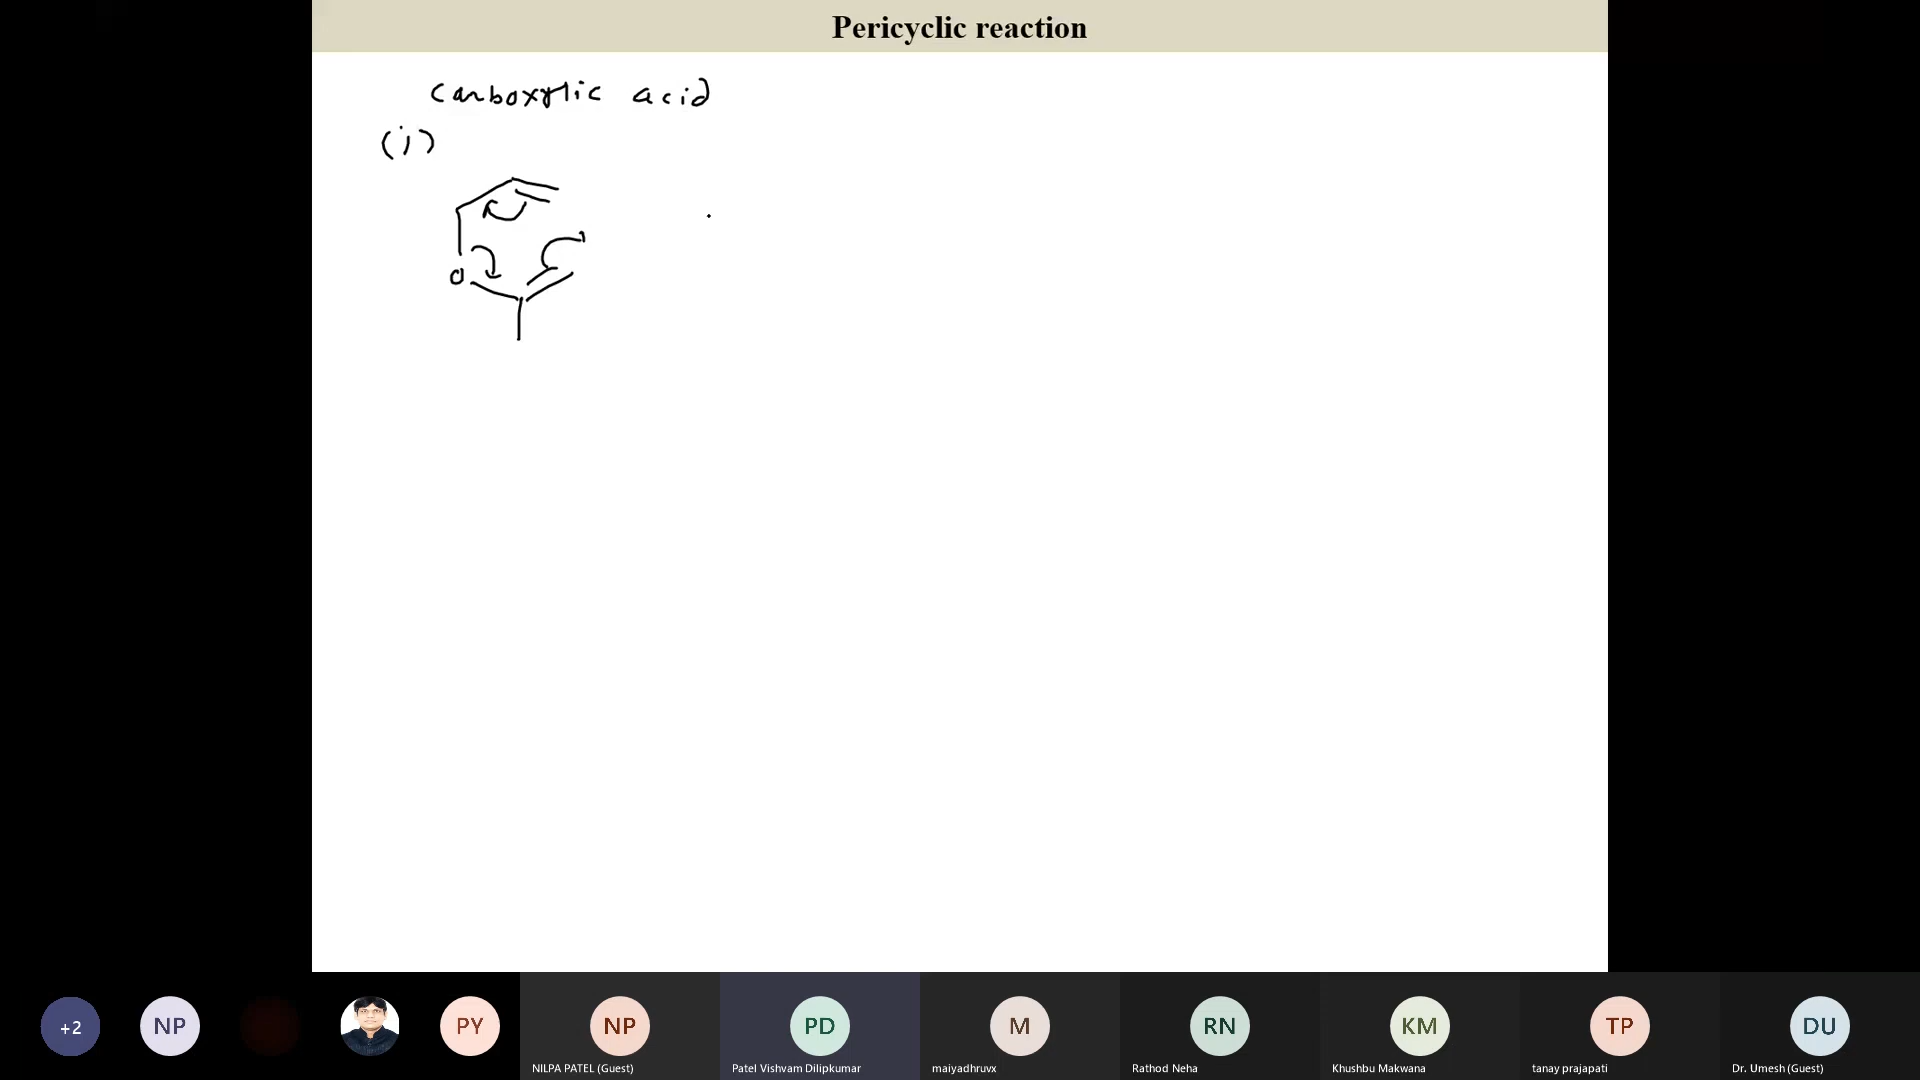 Pericyclic reaction
carboxylic acid
(i)
O
+2
NP
PY
NP
PD
M
RN
KM
TP
DU
NILPA PATEL (Guest)
Patel Vishvam Dilipkumar
maiyadhruvx
Rathod Neha
Khushbu Makwana
tanay prajapati
Dr. Umesh (Guest)